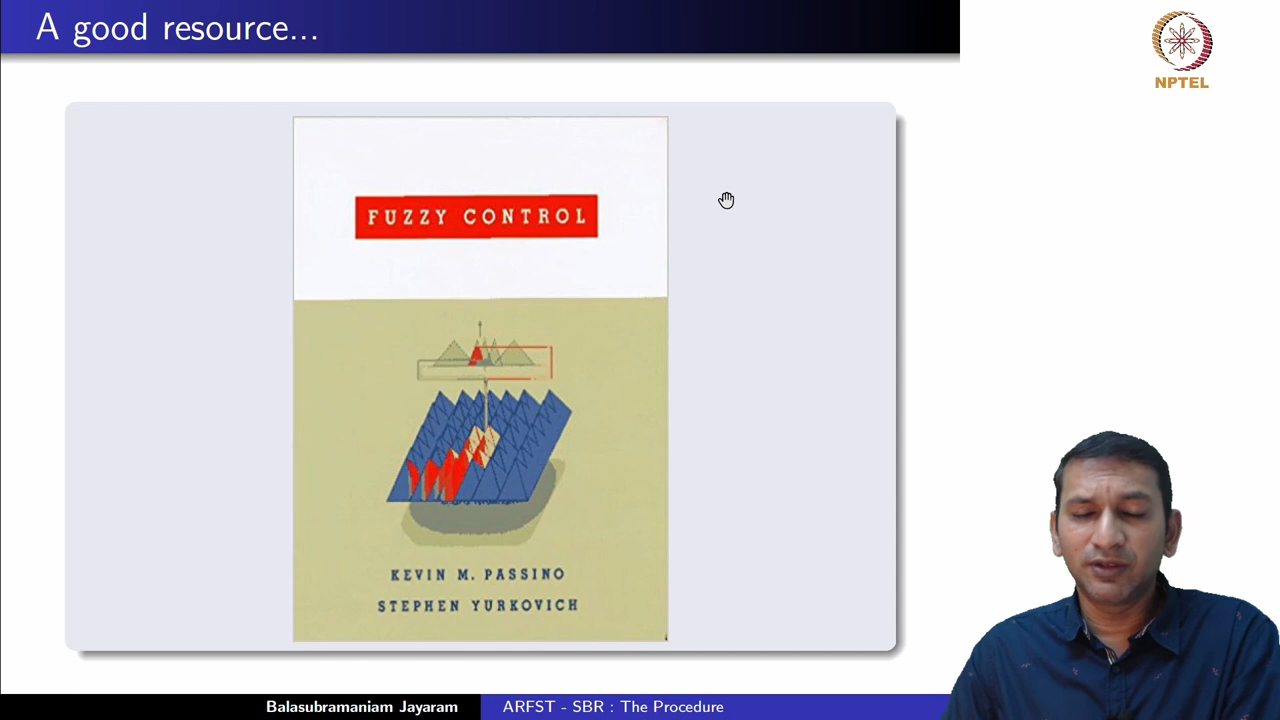 A good resource...
NPTEL
FUZZY CONTROL
KEVIN M. PASSINO
STEPHEN YURKOVICH
Balasubramaniam Jayaram
ARFST - SBR : The Procedure